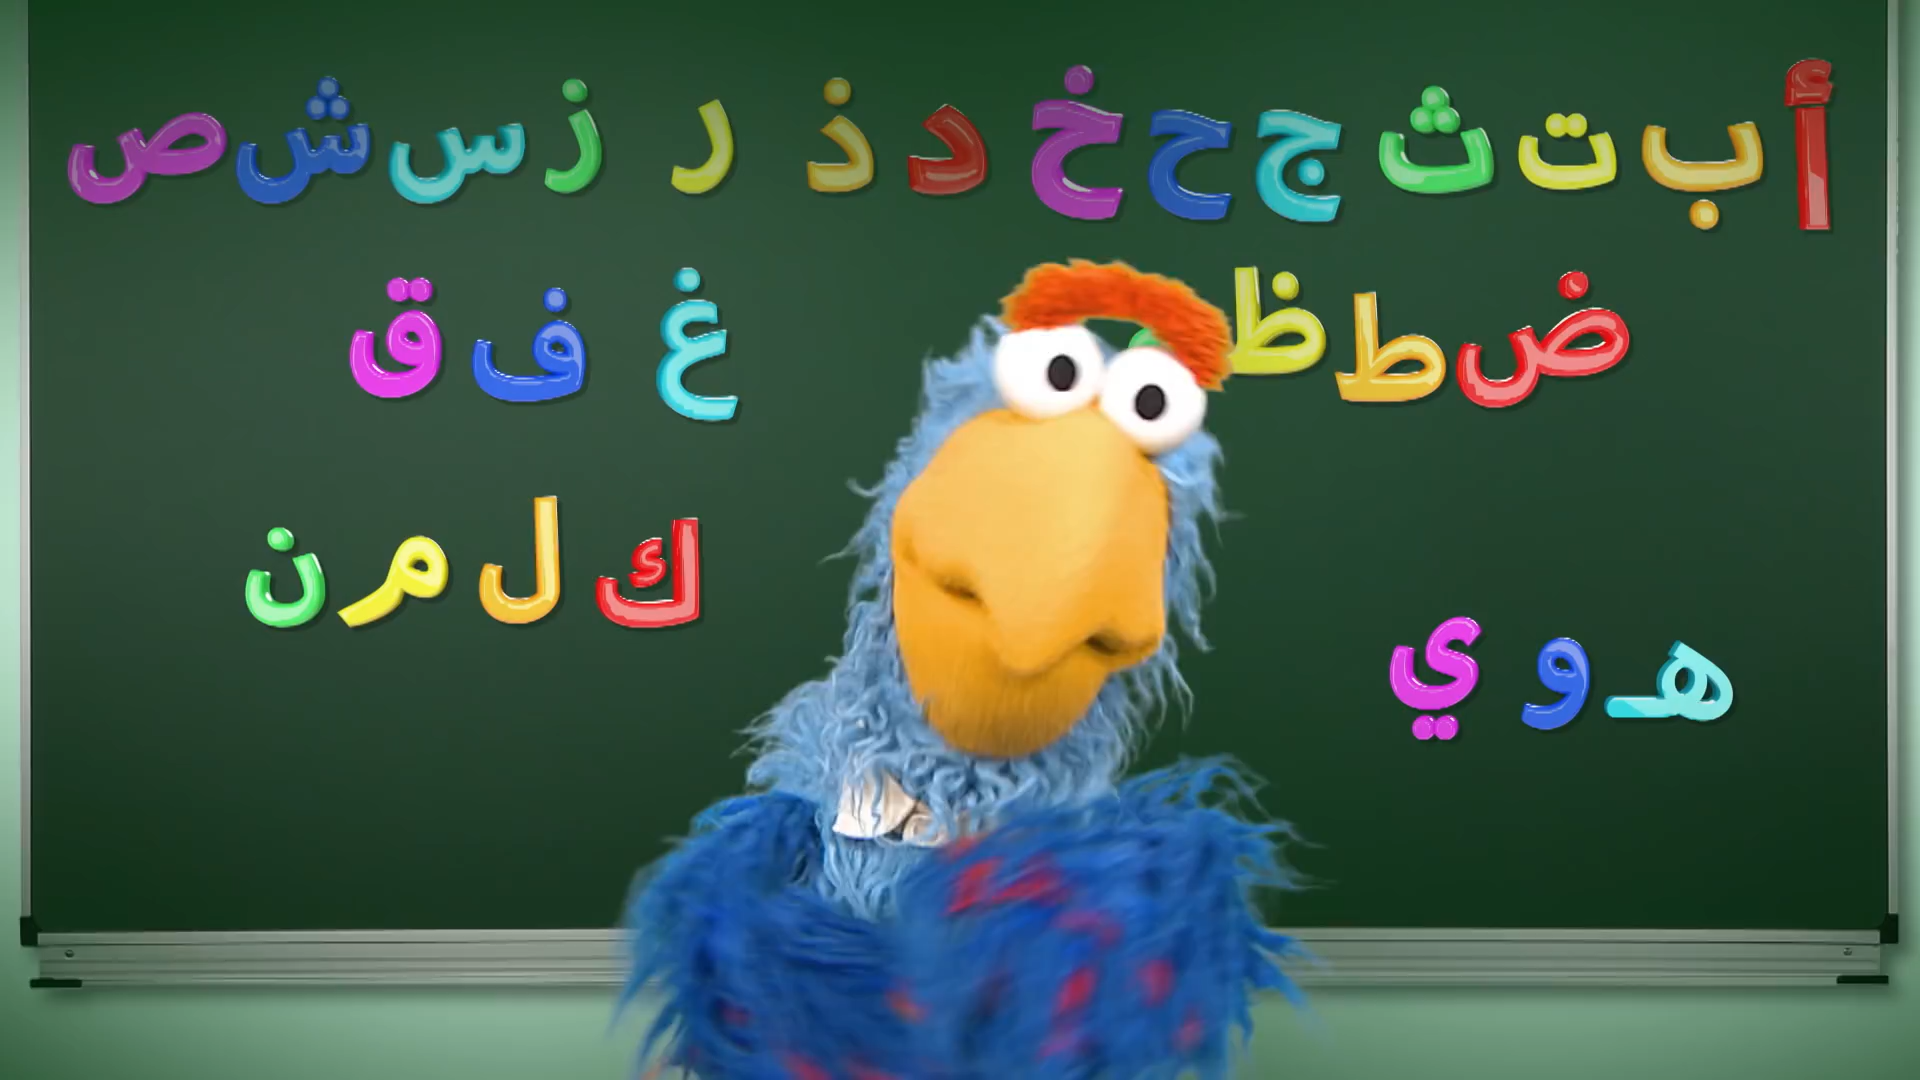 أ ب ت ث ج ح خ د ذ ر ز س ش ص
ض ط ظ غ ف ق
ك ل م ن
هـ و ي